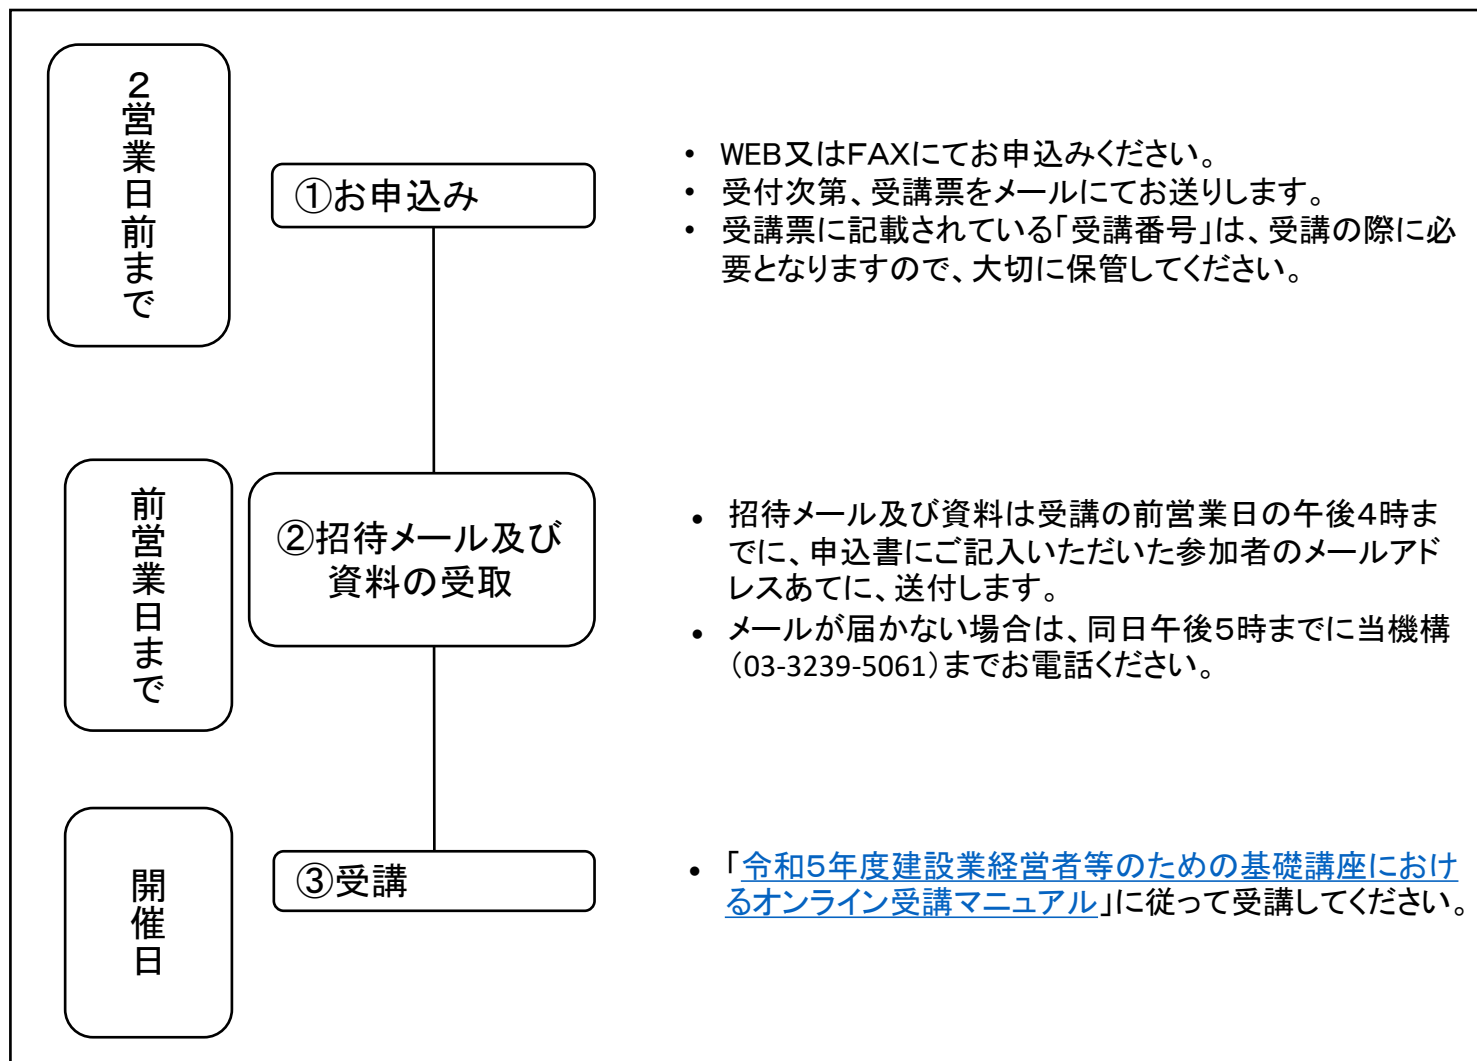 ２営業日前まで
①お申込み
• WEB又はFAXにてお申込みください。
• 受付次第、受講票をメールにてお送りします。
• 受講票に記載されている「受講番号」は、受講の際に必
要となりますので、大切に保管してください。
前営業日まで
②招待メール及び
資料の受取
• 招待メール及び資料は受講の前営業日の午後４時ま
でに、申込書にご記入いただいた参加者のメールアド
レスあてに、送付します。
• メールが届かない場合は、同日午後５時までに当機構
（03-3239-5061）までお電話ください。
開催日
③受講
• 「令和５年度建設業経営者等のための基礎講座におけ
るオンライン受講マニュアル」に従って受講してください。